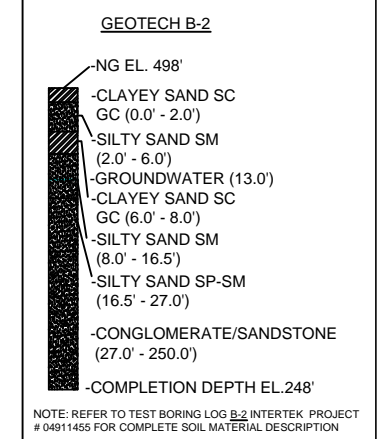 GEOTECH B-2
-NG EL. 498'
-CLAYEY SAND SC
GC (0.0' - 2.0')
-SILTY SAND SM
(2.0' - 6.0')
-GROUNDWATER (13.0')
-CLAYEY SAND SC
GC (6.0' - 8.0')
-SILTY SAND SM
(8.0' - 16.5')
-SILTY SAND SP-SM
(16.5' - 27.0')
-CONGLOMERATE/SANDSTONE
(27.0' - 250.0')
-COMPLETION DEPTH EL.248'
NOTE: REFER TO TEST BORING LOG B-2 INTERTEK PROJECT
# 04911455 FOR COMPLETE SOIL MATERIAL DESCRIPTION